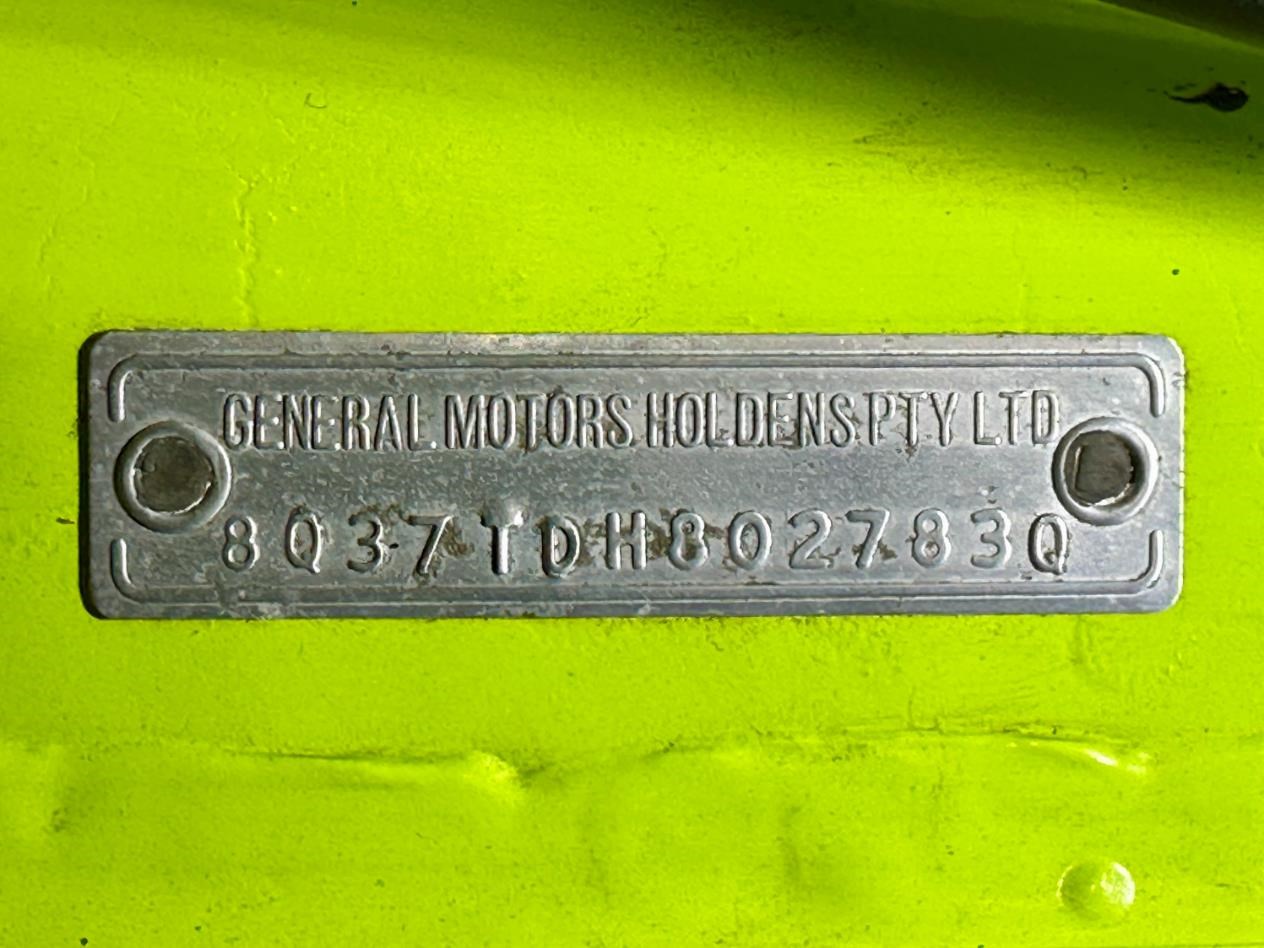 GENERAL MOTORS HOLDENS PTY LTD
8Q37TDH802783Q